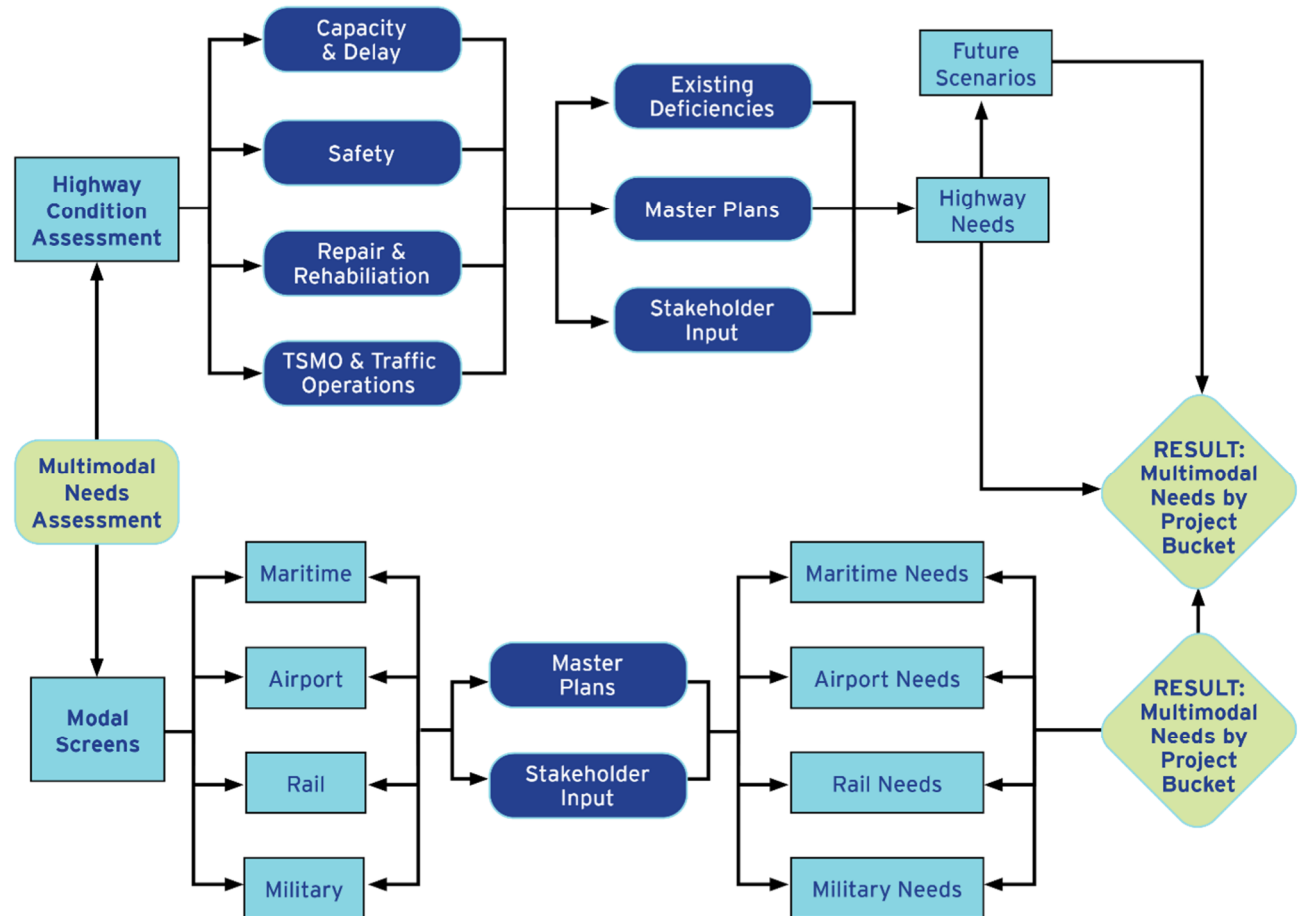 Capacity
& Delay
Safety
Repair &
Rehabiliation
TSMO & Traffic
Operations
Highway
Condition
Assessment
Existing
Deficiencies
Master Plans
Stakeholder
Input
Future
Scenarios
Highway
Needs
Multimodal
Needs
Assessment
RESULT:
Multimodal
Needs by
Project
Bucket
Modal
Screens
Maritime
Airport
Rail
Military
Master
Plans
Stakeholder
Input
Maritime Needs
Airport Needs
Rail Needs
Military Needs
RESULT:
Multimodal
Needs by
Project
Bucket